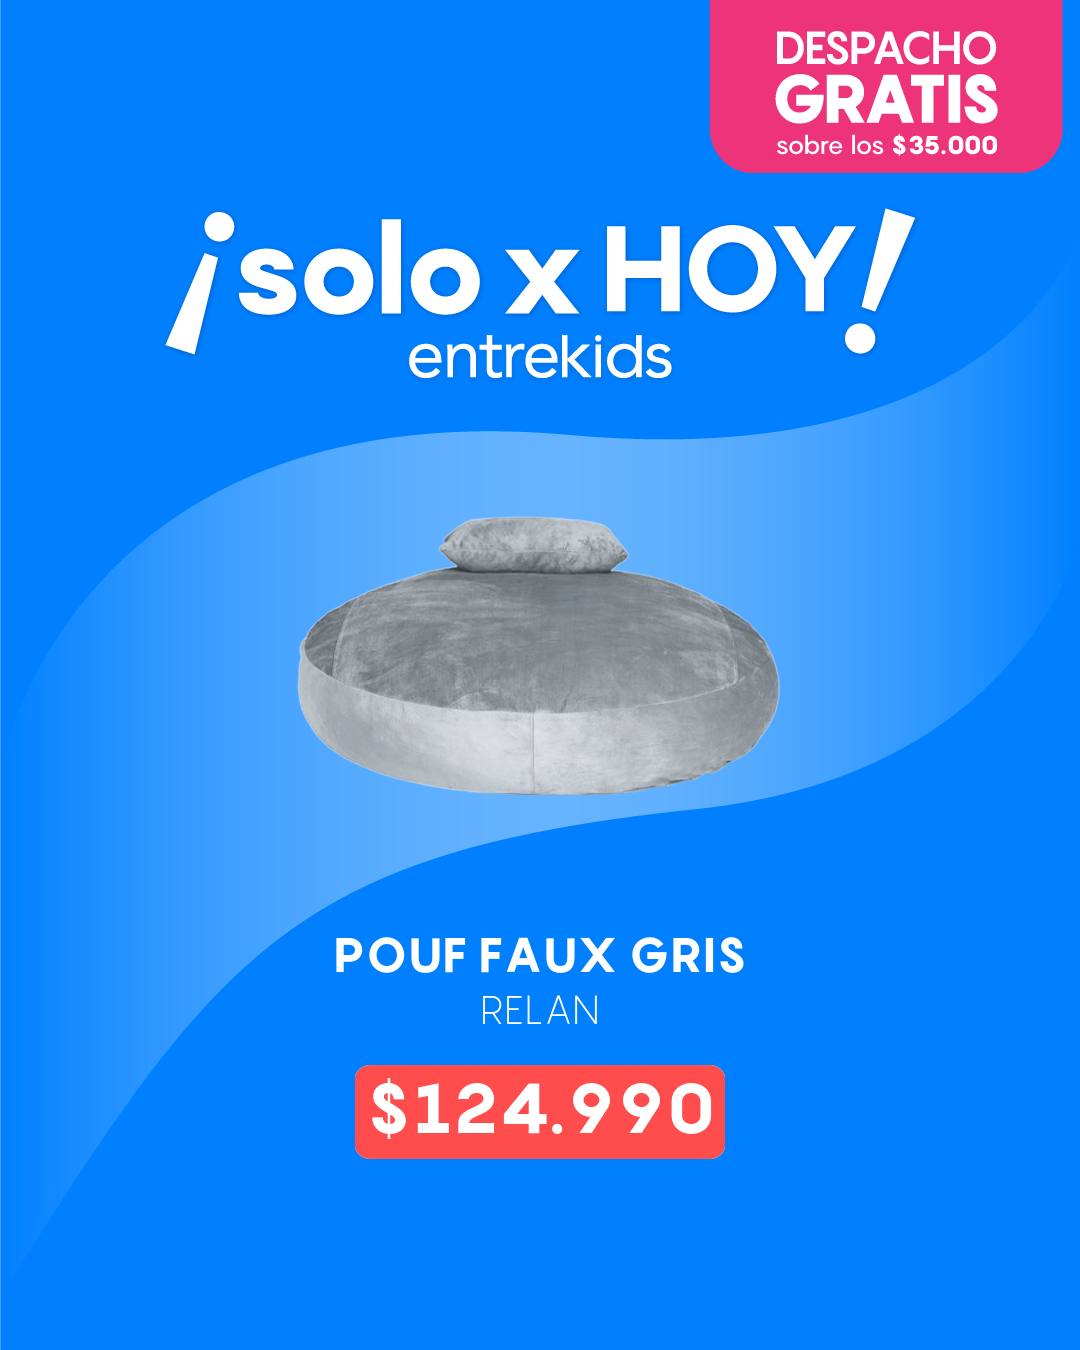 DESPACHO
GRATIS
sobre los $35.000
¡solo x HOY!
entrekids
POUF FAUX GRIS
RELAN
$124.990